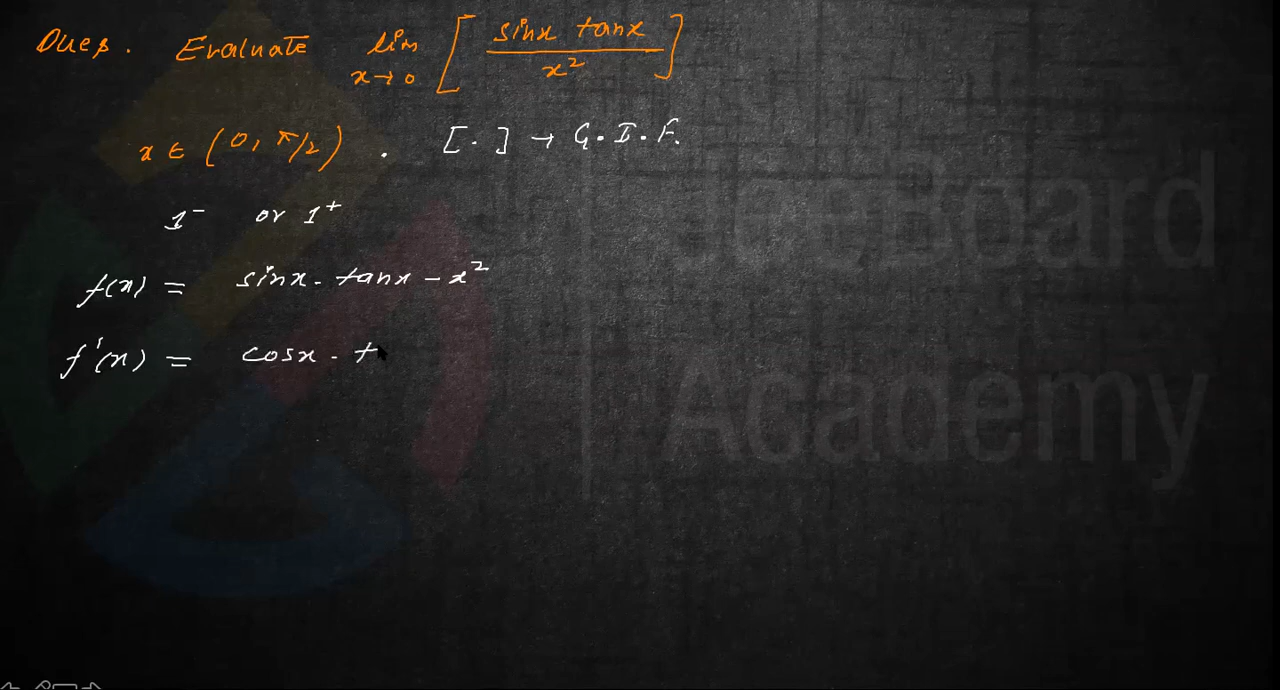 Ques. Evaluate lim x→0 [ sinx tanx / x² ]
x ∈ (0, π/2) . [.] → G.I.F.
1⁻ or 1⁺
f(x) = sinx. tanx − x²
f'(x) = cosx . t
JeeBoard
Academy